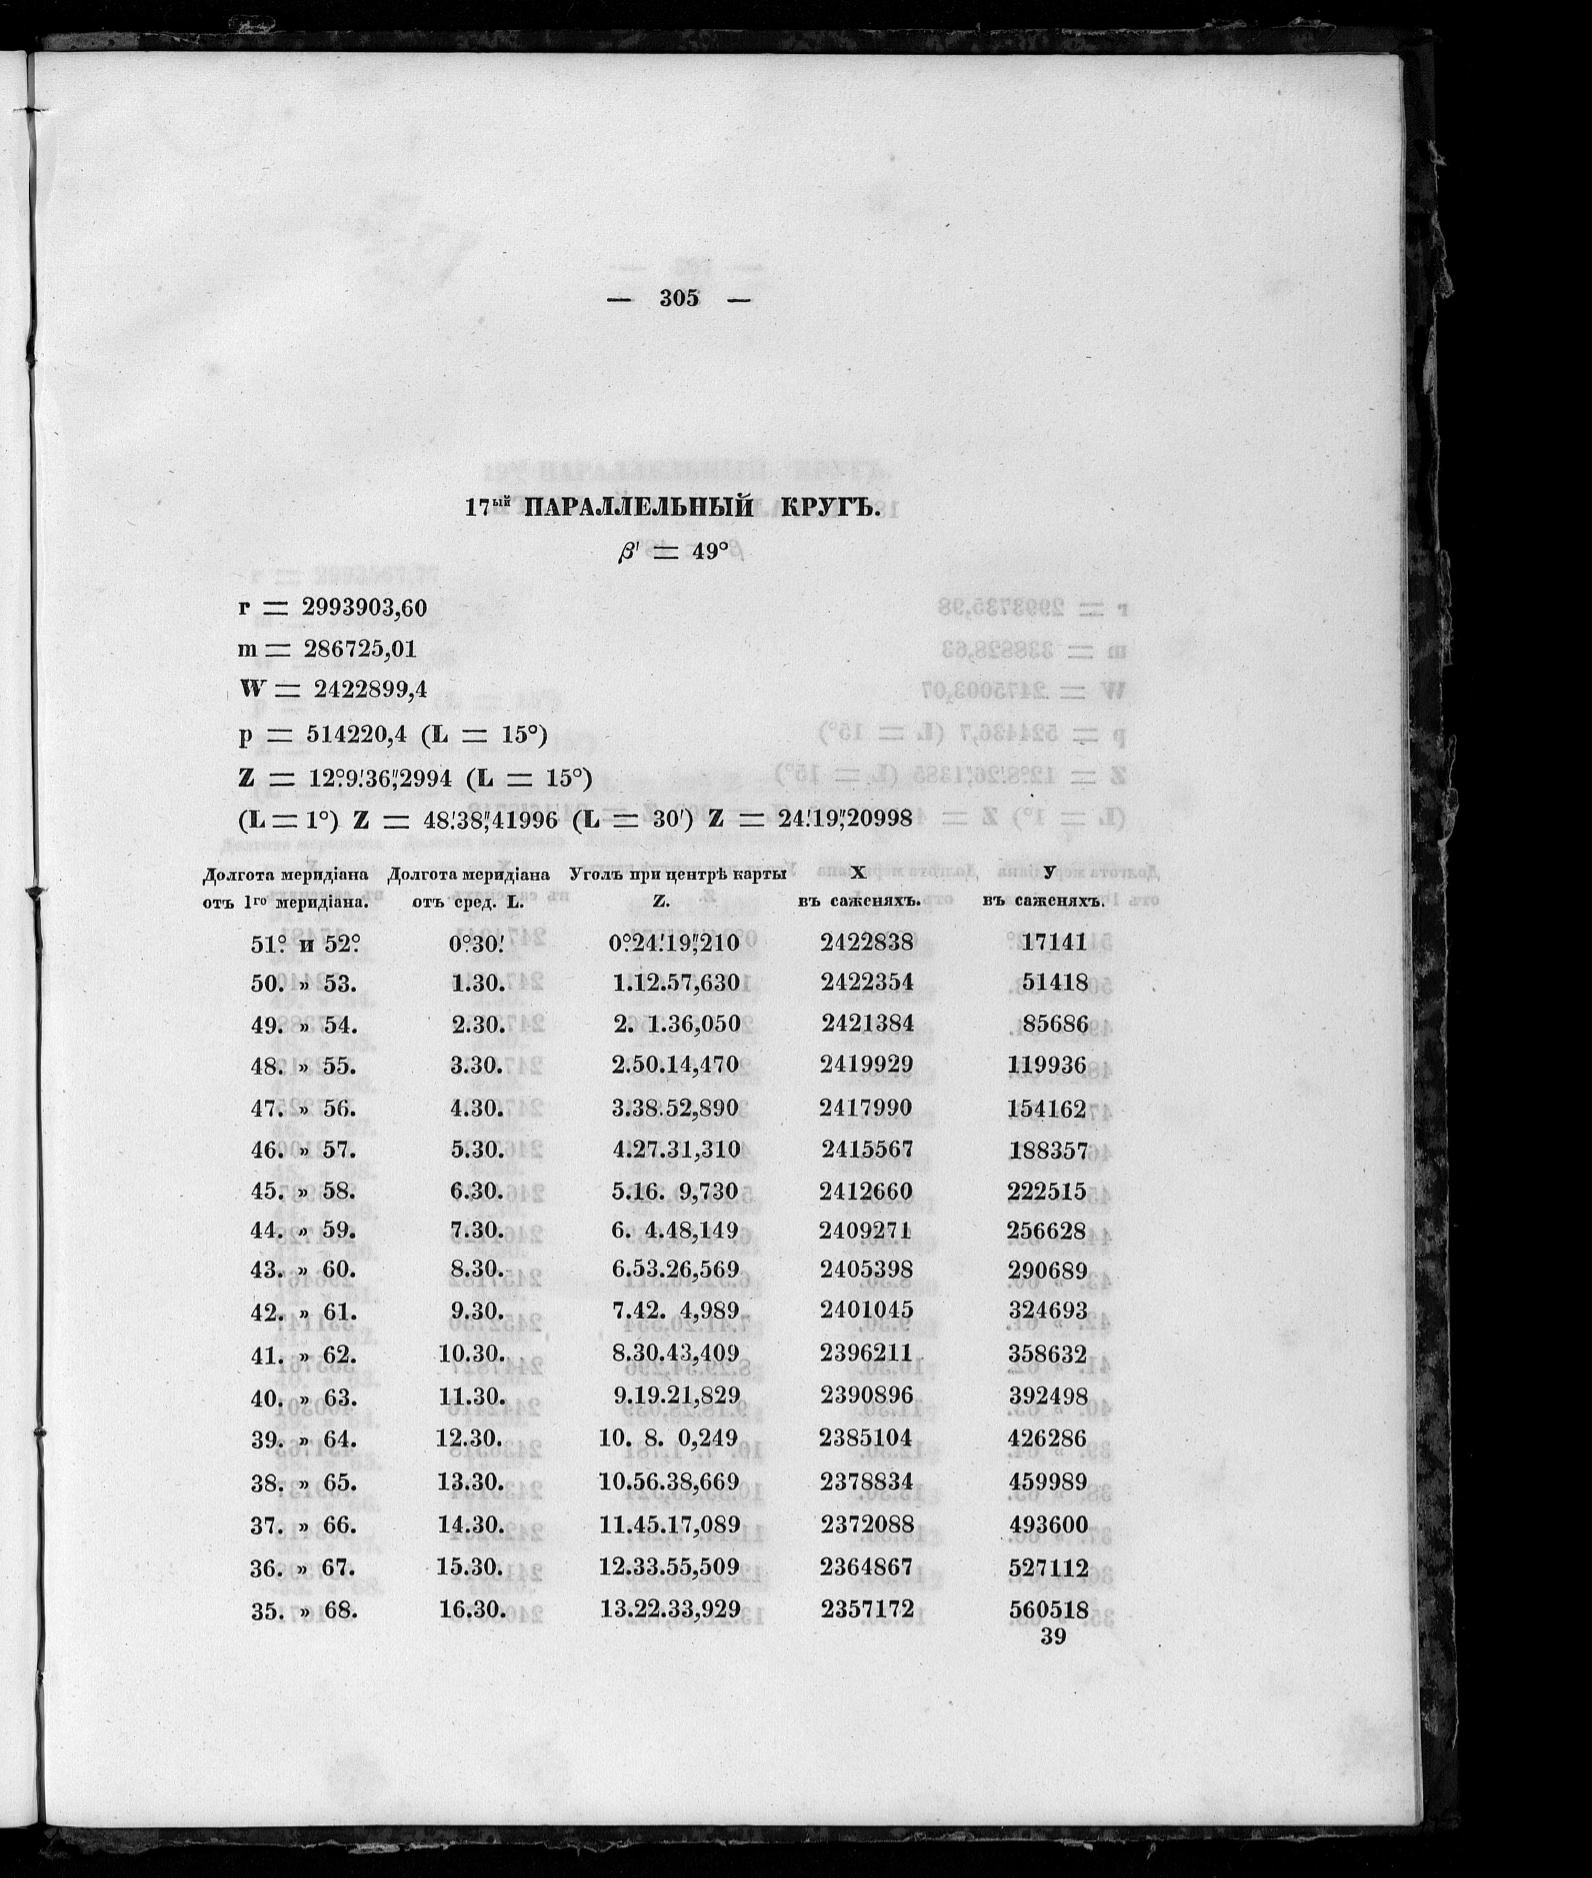 — 305 —
17ый ПАРАЛЛЕЛЬНЫЙ КРУГЪ.
β' = 49°
r = 2993903,60
m = 286725,01
W = 2422899,4
p = 514220,4 (L = 15°)
Z = 12°.9.'36,"2994 (L = 15°)
(L = 1°) Z = 48.'38,"41996 (L = 30') Z = 24.'19,"20998
Долгота меридіана Долгота меридіана Уголъ при центрѣ карты X У
отъ 1го меридіана. отъ сред. L. Z. въ саженяхъ. въ саженяхъ.
51°. и 52°. 0°.30.' 0°.24.'19,"210 2422838 17141
50. » 53. 1.30. 1.12.57,630 2422354 51418
49. » 54. 2.30. 2. 1.36,050 2421384 85686
48. » 55. 3.30. 2.50.14,470 2419929 119936
47. » 56. 4.30. 3.38.52,890 2417990 154162
46. » 57. 5.30. 4.27.31,310 2415567 188357
45. » 58. 6.30. 5.16. 9,730 2412660 222515
44. » 59. 7.30. 6. 4.48,149 2409271 256628
43. » 60. 8.30. 6.53.26,569 2405398 290689
42. » 61. 9.30. 7.42. 4,989 2401045 324693
41. » 62. 10.30. 8.30.43,409 2396211 358632
40. » 63. 11.30. 9.19.21,829 2390896 392498
39. » 64. 12.30. 10. 8. 0,249 2385104 426286
38. » 65. 13.30. 10.56.38,669 2378834 459989
37. » 66. 14.30. 11.45.17,089 2372088 493600
36. » 67. 15.30. 12.33.55,509 2364867 527112
35. » 68. 16.30. 13.22.33,929 2357172 560518
39